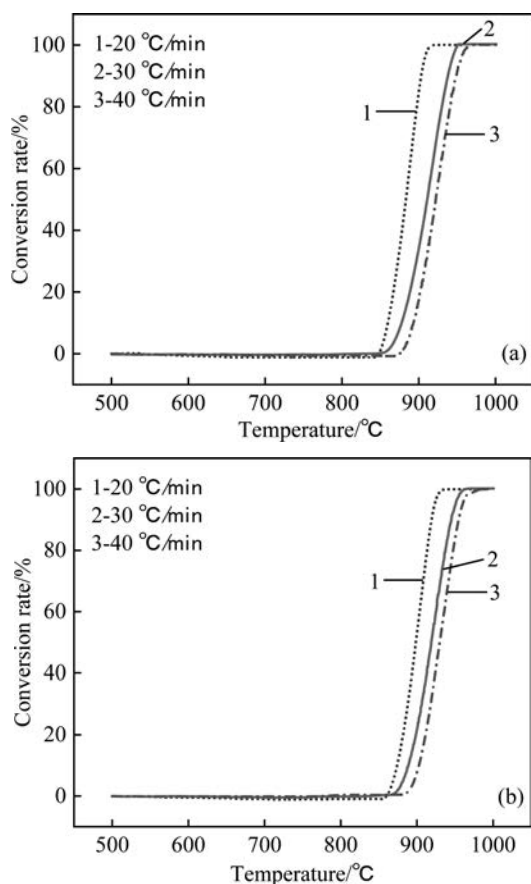 100
80
60
40
20
0
Conversion rate/%
1-20 ℃/min
2-30 ℃/min
3-40 ℃/min
1
2
3
(a)
500
600
700
800
900
1000
Temperature/℃
100
80
60
40
20
0
Conversion rate/%
1-20 ℃/min
2-30 ℃/min
3-40 ℃/min
1
2
3
(b)
500
600
700
800
900
1000
Temperature/℃